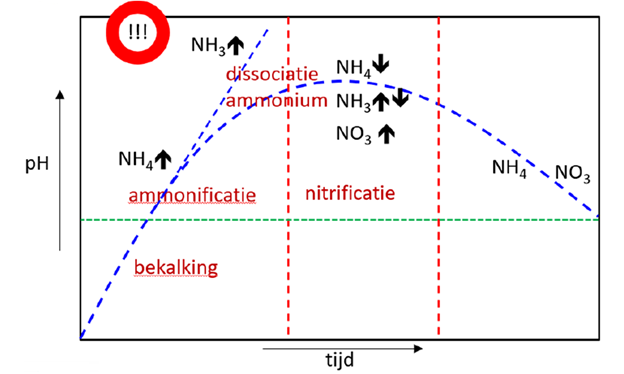 !!!
NH₃↑
dissociatie
ammonium
NH₄↓
NH₃↑↓
NO₃ ↑
pH
NH₄↑
NH₄ NO₃
ammonificatie
nitrificatie
bekalking
tijd